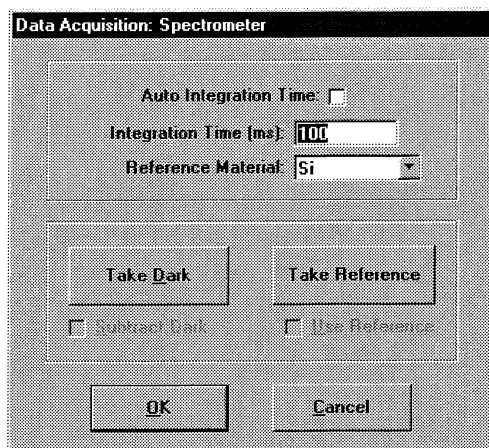 Data Acquisition: Spectrometer
Auto Integration Time:
Integration Time (ms): 100
Reference Material: Si
Take Dark Take Reference
Subtract Dark Use Reference
OK Cancel